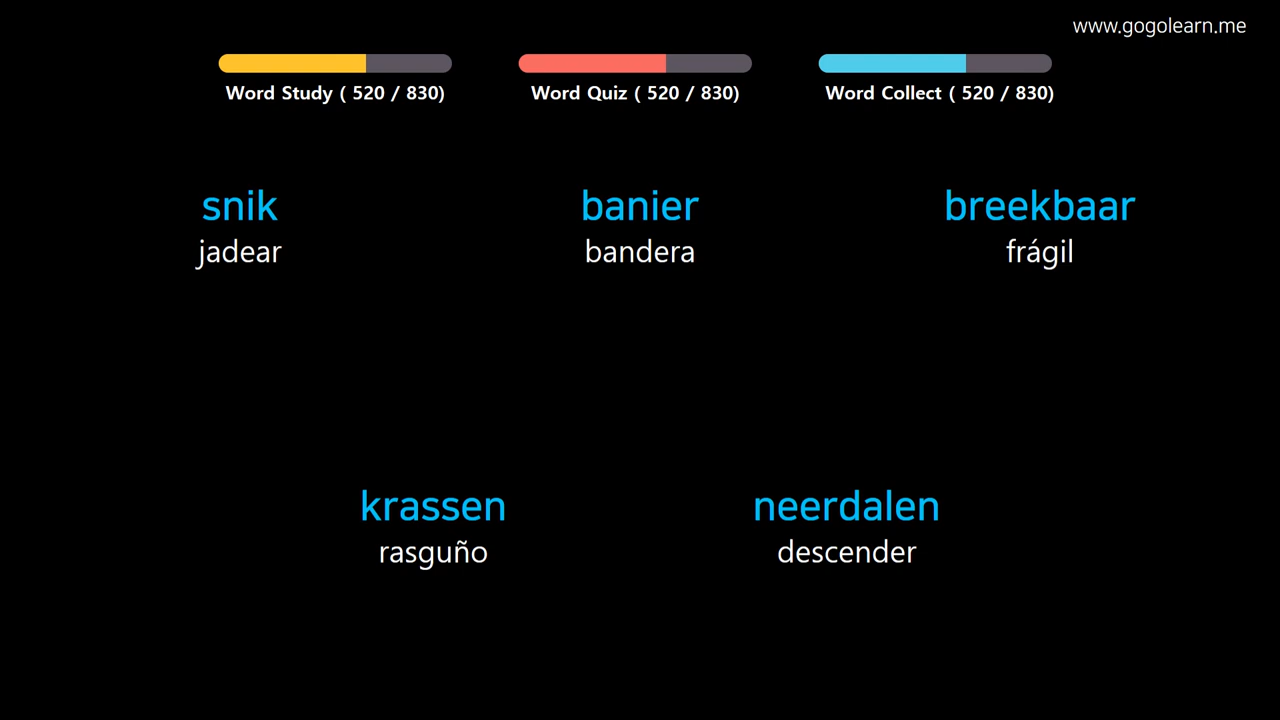 www.gogolearn.me
Word Study ( 520 / 830)
Word Quiz ( 520 / 830)
Word Collect ( 520 / 830)
snik
jadear
banier
bandera
breekbaar
frágil
krassen
rasguño
neerdalen
descender